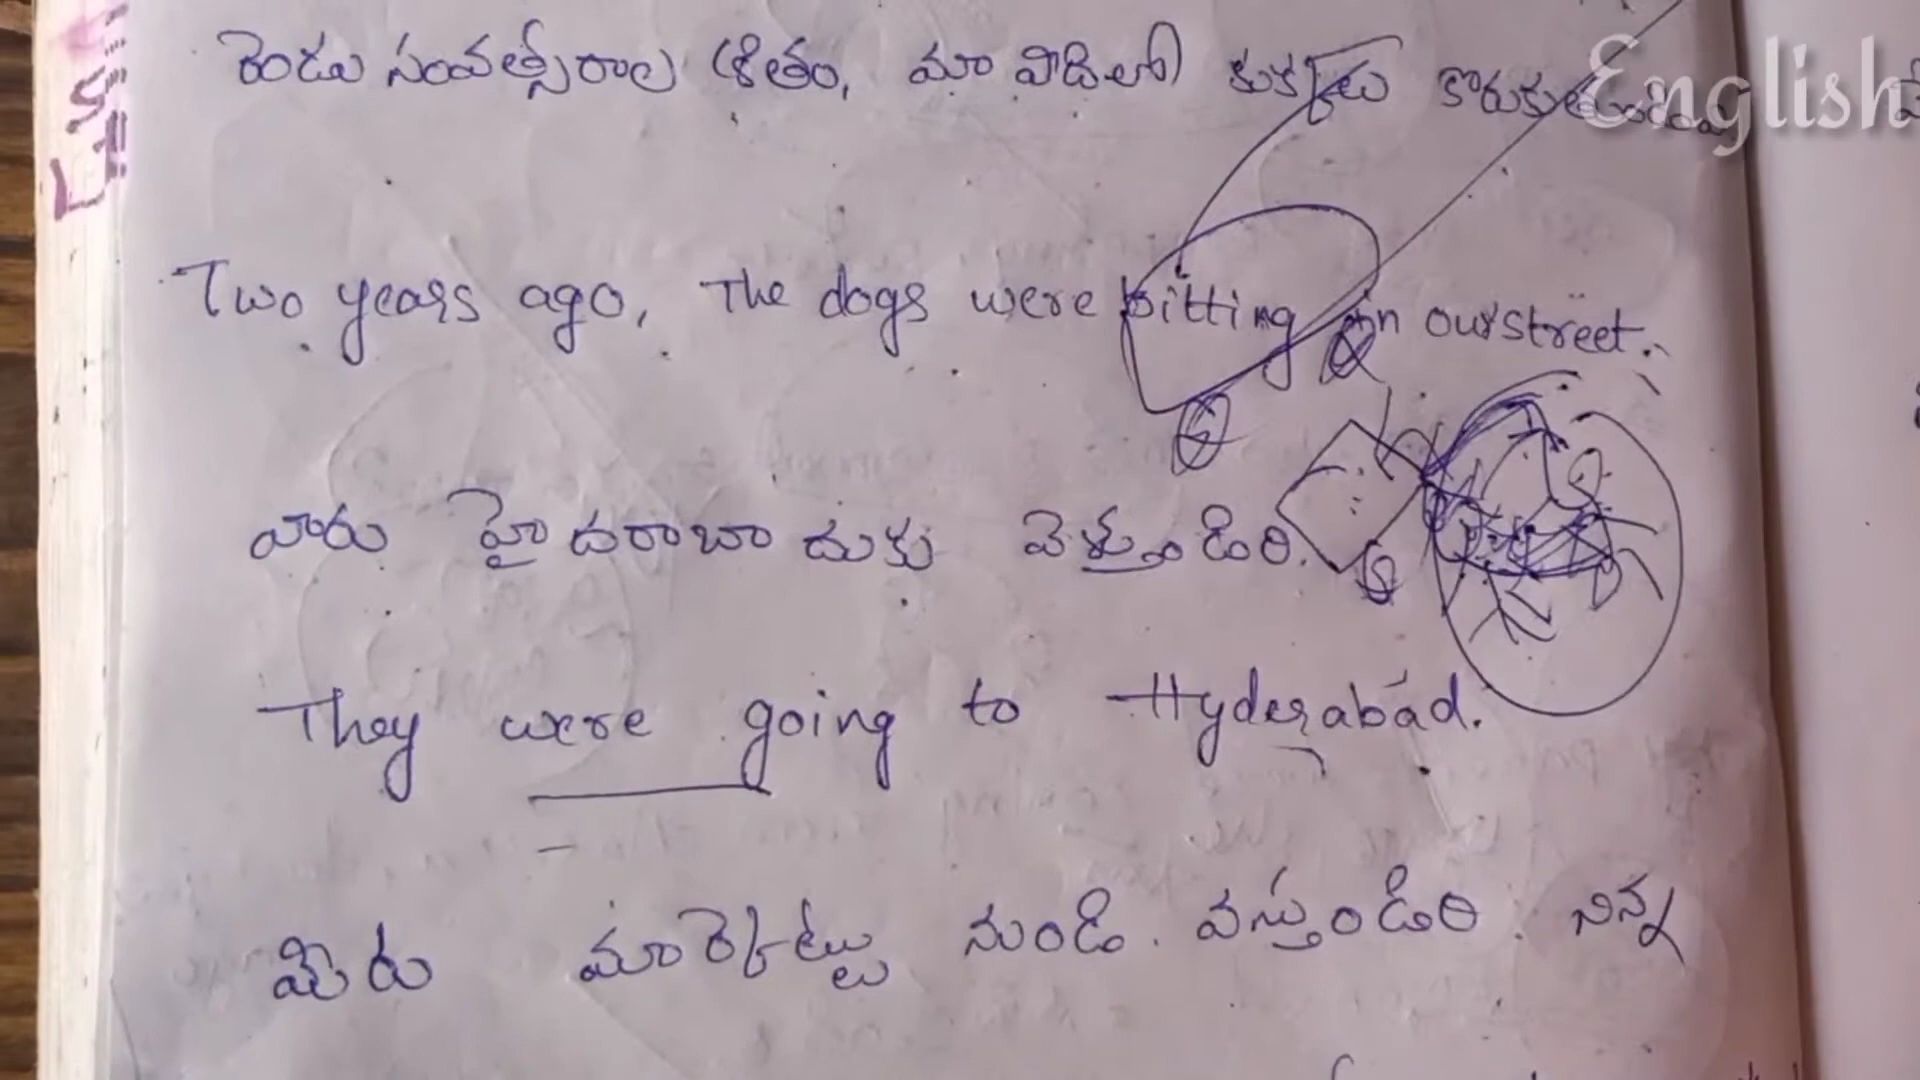 రెండు సంవత్సరాల క్రితం, మా వీధిలో కుక్కలు
English
Two years ago, The dogs were bitting in our street.
వారు హైదరాబాదుకు వెళ్తుండిరి.
They were going to Hyderabad.
మీరు మార్కెట్టు నుండి వస్తుండిరి. నిన్న